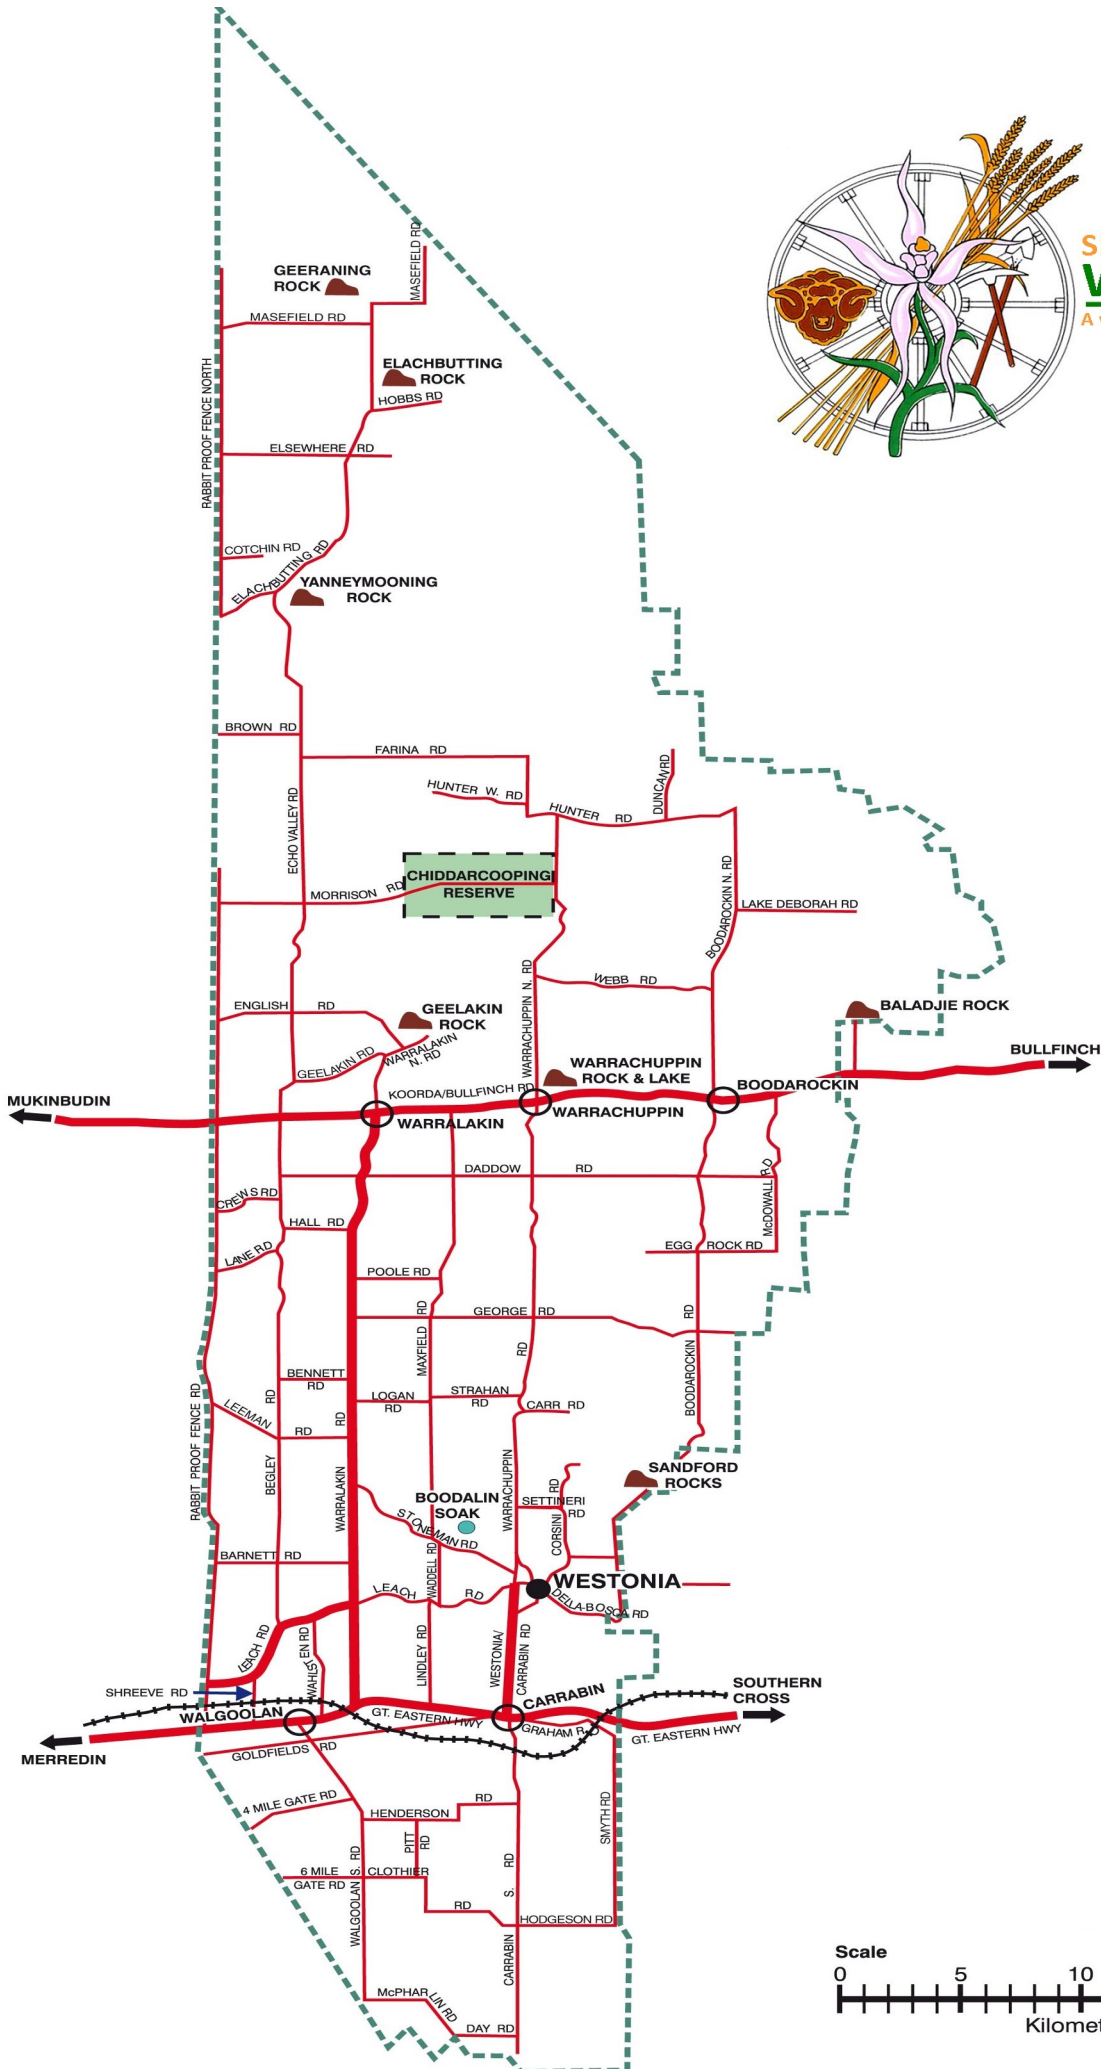 S
W
A v
GEERANING
ROCK
MASEFIELD RD
MASEFIELD RD
ELACHBUTTING
ROCK
HOBBS RD
RABBIT PROOF FENCE NORTH
ELSEWHERE RD
COTCHIN RD
ELACHBUTTING RD
YANNEYMOONING
ROCK
BROWN RD
FARINA RD
HUNTER W. RD
DUNCAN RD
HUNTER RD
ECHO VALLEY RD
CHIDDARCOOPING
RESERVE
MORRISON RD
BOODAROCKIN N. RD
LAKE DEBORAH RD
WARRACHUPPIN N. RD
WEBB RD
ENGLISH RD
GEELAKIN
ROCK
BALADJIE ROCK
GEELAKIN RD
WARRALAKIN
N. RD
BULLFINCH
WARRACHUPPIN
ROCK & LAKE
BOODAROCKIN
KOORDA/BULLFINCH RD
MUKINBUDIN
WARRALAKIN
WARRACHUPPIN
DADDOW RD
CREWS RD
McDOWALL RD
HALL RD
LANE RD
EGG ROCK RD
POOLE RD
GEORGE RD
MAXFIELD RD
BOODAROCKIN RD
BENNETT
RD
LOGAN
RD
STRAHAN
RD
CARR RD
RABBIT PROOF FENCE RD
LEEMAN RD
BEGLEY RD
WARRALAKIN RD
WARRACHUPPIN RD
SANDFORD
ROCKS
BOODALIN
SOAK
SETTINERI
RD
CORSINI RD
STONEMAN RD
BARNETT RD
WADDELL RD
WESTONIA
LEACH RD
DELLA-BOSCA RD
LEACH RD
WAHLSTEN RD
LINDLEY RD
WESTONIA/
CARRABIN RD
SHREEVE RD
SOUTHERN
CROSS
CARRABIN
WALGOOLAN
GT. EASTERN HWY
GRAHAM RD
GT. EASTERN HWY
MERREDIN
GOLDFIELDS RD
4 MILE GATE RD
HENDERSON RD
PITT
RD
SMYTH RD
6 MILE
GATE RD
CLOTHIER RD
WALGOOLAN S. RD
CARRABIN S. RD
HODGESON RD
McPHARLIN RD
DAY RD
Scale
0 5 10
Kilomet